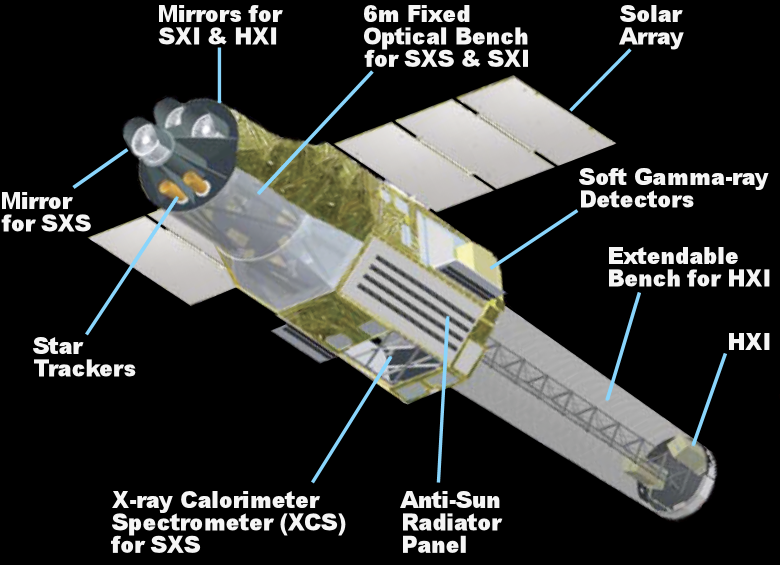 Mirrors for
SXI & HXI
6m Fixed
Optical Bench
for SXS & SXI
Solar
Array
Mirror
for SXS
Soft Gamma-ray
Detectors
Extendable
Bench for HXI
HXI
Star
Trackers
X-ray Calorimeter
Spectrometer (XCS)
for SXS
Anti-Sun
Radiator
Panel